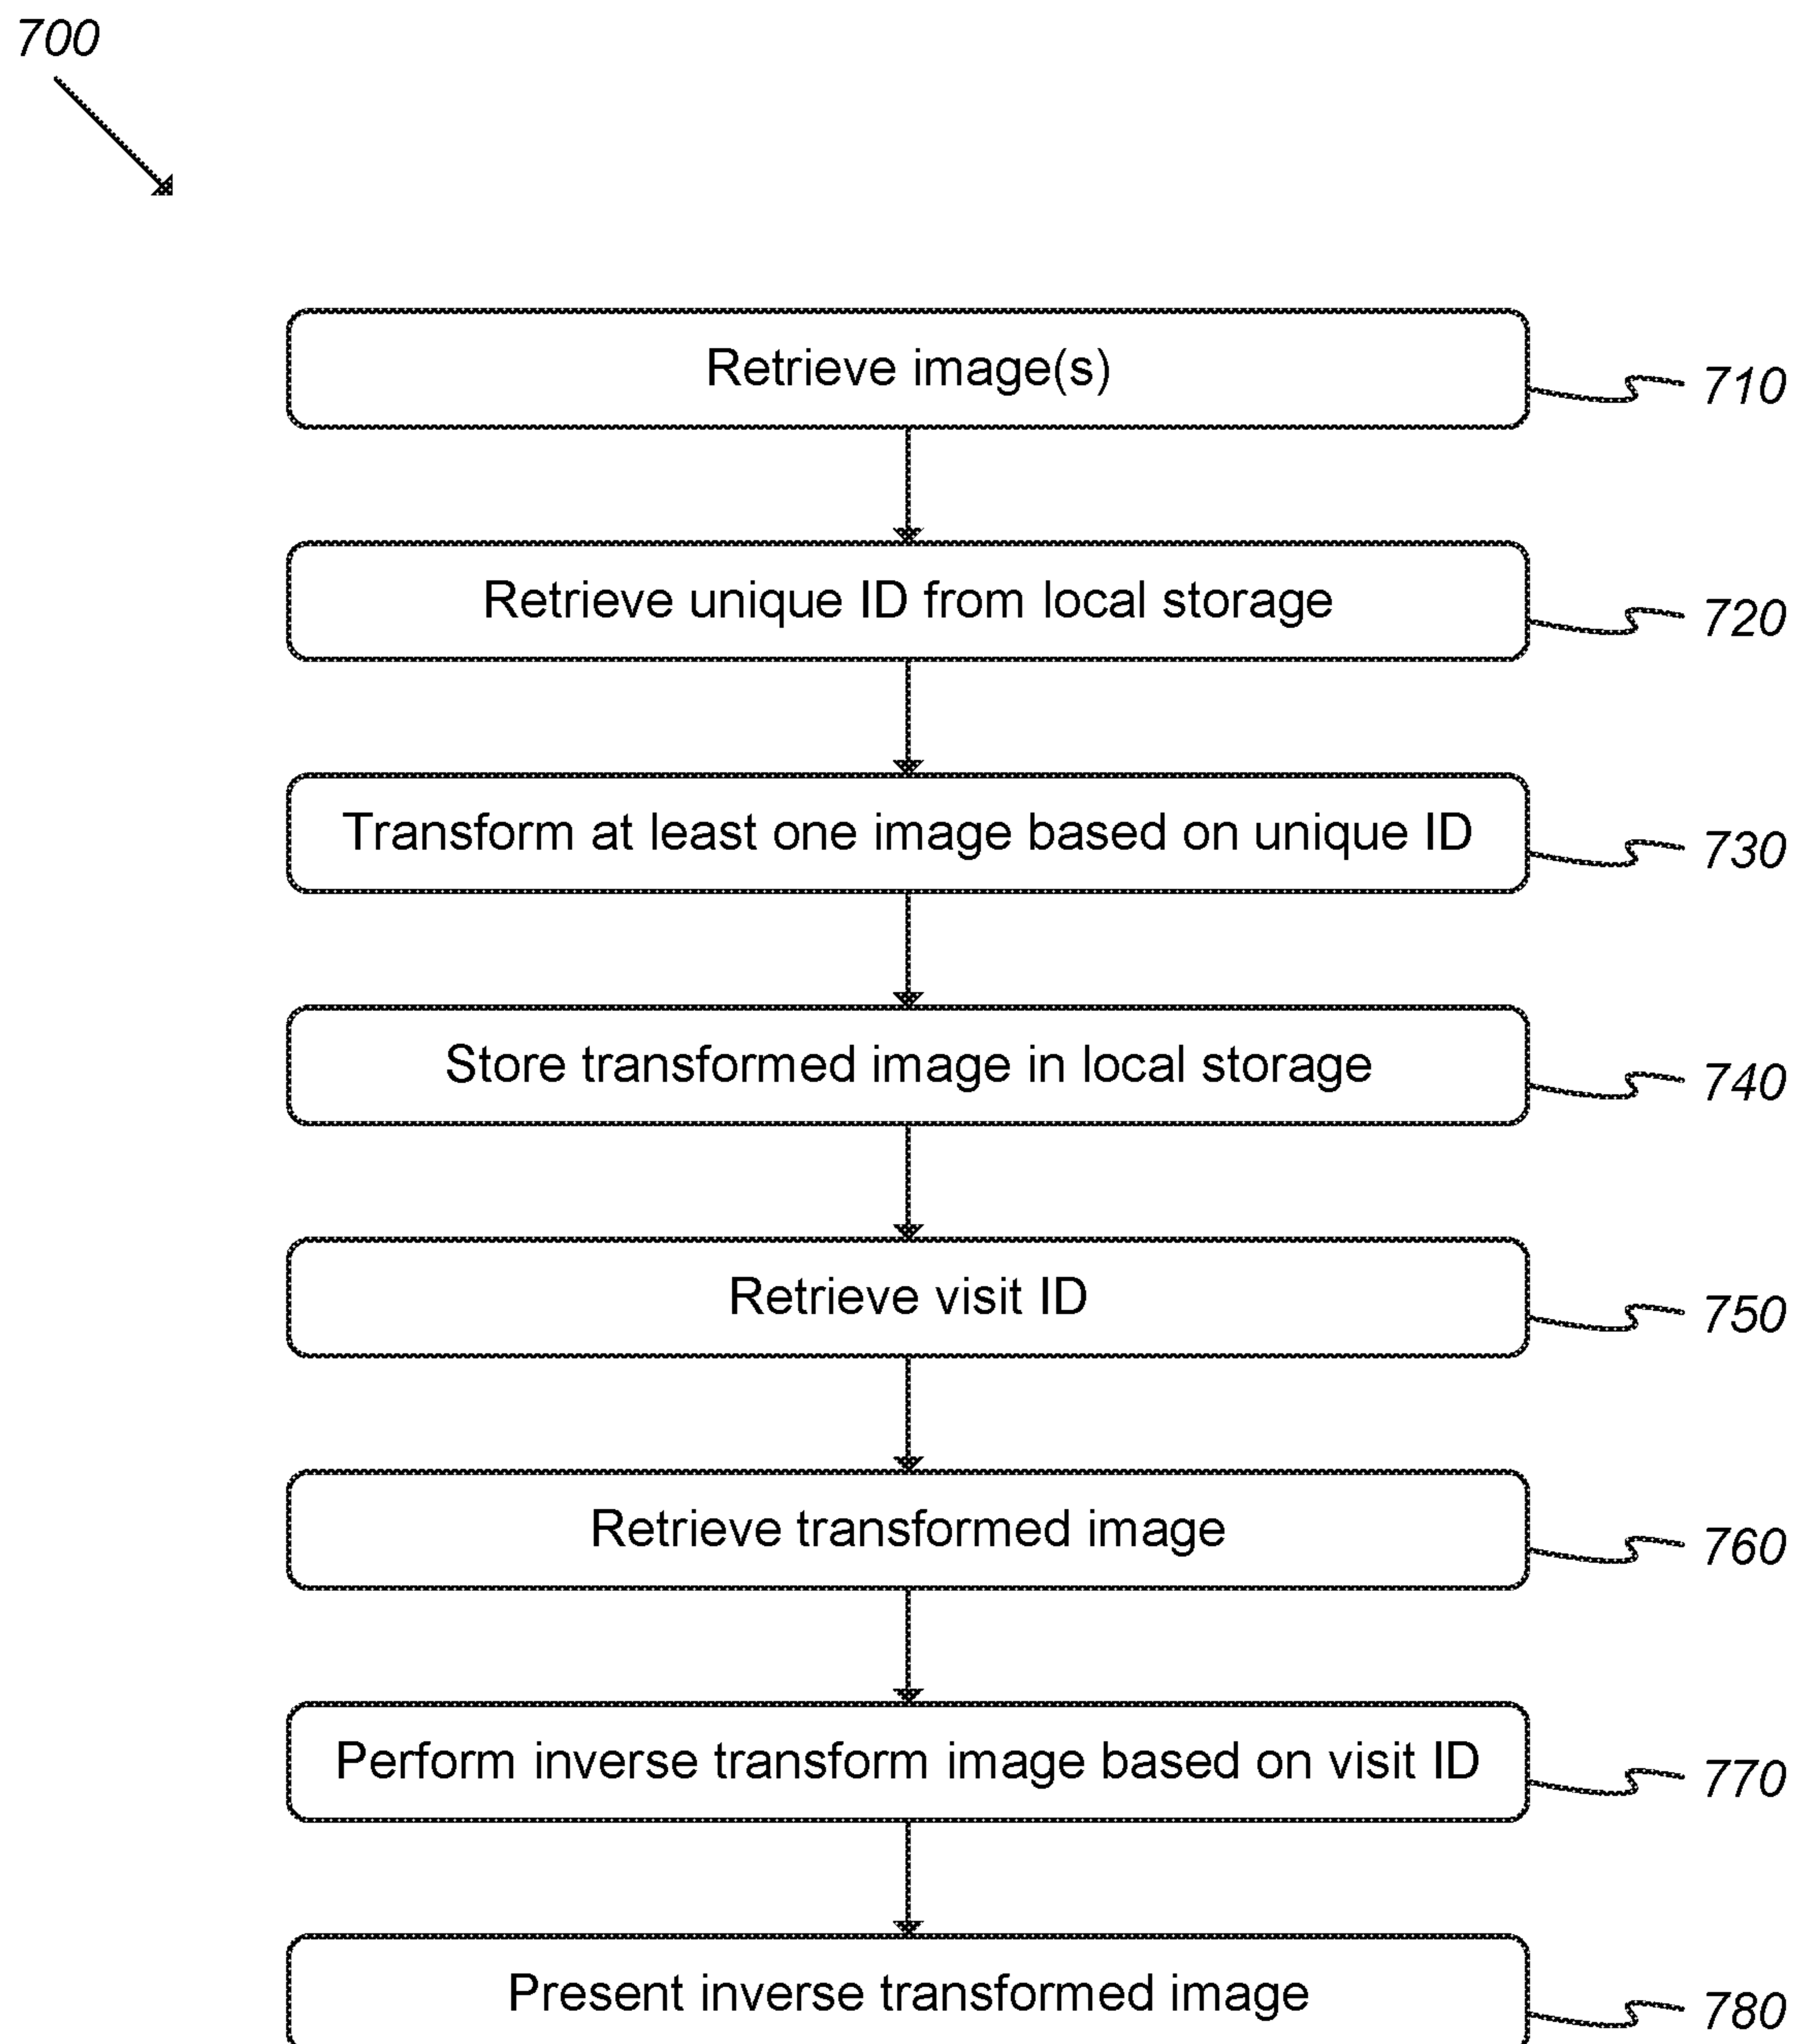 700
Retrieve image(s)
710
Retrieve unique ID from local storage
720
Transform at least one image based on unique ID
730
Store transformed image in local storage
740
Retrieve visit ID
750
Retrieve transformed image
760
Perform inverse transform image based on visit ID
770
Present inverse transformed image
780